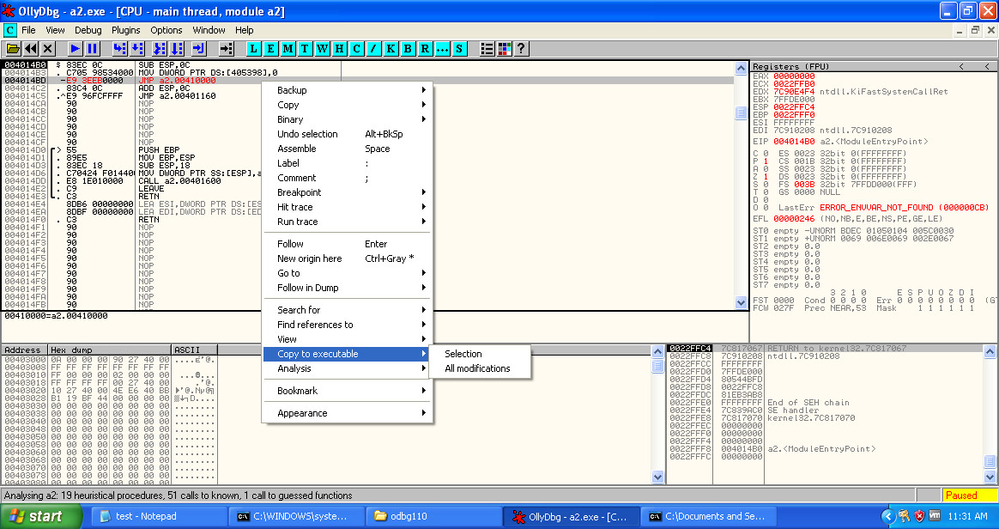 OllyDbg - a2.exe - [CPU - main thread, module a2]
C File View Debug Plugins Options Window Help
L E M T W H C / K B R ... S ?
004014B0 $ 83EC 0C SUB ESP,0C
004014B3 . C705 98534000 MOV DWORD PTR DS:[405398],0
004014BD -E9 3EEB0000 JMP a2.00410000
004014C2 . 83C4 0C ADD ESP,0C
004014C5 .^E9 96FCFFFF JMP a2.00401160
004014CA 90 NOP
004014CB 90 NOP
004014CC 90 NOP
004014CD 90 NOP
004014CE 90 NOP
004014CF 90 NOP
004014D0 > 55 PUSH EBP
004014D1 . 89E5 MOV EBP,ESP
004014D3 . 83EC 18 SUB ESP,18
004014D6 . C70424 F01440 MOV DWORD PTR SS:[ESP],a
004014DD . E8 1E010000 CALL a2.00401600
004014E2 . C9 LEAVE
004014E3 . C3 RETN
004014E4 8DB6 00000000 LEA ESI,DWORD PTR DS:[ES
004014EA 8DBF 00000000 LEA EDI,DWORD PTR DS:[ED
004014F0 . C3 RETN
004014F1 90 NOP
004014F2 90 NOP
004014F3 90 NOP
004014F4 90 NOP
004014F5 90 NOP
004014F6 90 NOP
004014F7 90 NOP
004014F8 90 NOP
004014F9 90 NOP
004014FA 90 NOP
004014FB 90 NOP
00410000=a2.00410000
Backup
Copy
Binary
Undo selection Alt+BkSp
Assemble Space
Label :
Comment ;
Breakpoint
Hit trace
Run trace
Follow Enter
New origin here Ctrl+Gray *
Go to
Follow in Dump
Search for
Find references to
View
Copy to executable
Analysis
Bookmark
Appearance
Selection
All modifications
Registers (FPU) < <
EAX 00000000
ECX 0022FFB0
EDX 7C90E4F4 ntdll.KiFastSystemCallRet
EBX 7FFDE000
ESP 0022FFC4
EBP 0022FFF0
ESI FFFFFFFF
EDI 7C910208 ntdll.7C910208
EIP 004014B0 a2.<ModuleEntryPoint>
C 0 ES 0023 32bit 0(FFFFFFFF)
P 1 CS 001B 32bit 0(FFFFFFFF)
A 0 SS 0023 32bit 0(FFFFFFFF)
Z 1 DS 0023 32bit 0(FFFFFFFF)
S 0 FS 003B 32bit 7FFDD000(FFF)
T 0 GS 0000 NULL
D 0
O 0 LastErr ERROR_ENVVAR_NOT_FOUND (000000CB)
EFL 00000246 (NO,NB,E,BE,NS,PE,GE,LE)
ST0 empty -UNORM BDEC 01050104 005C0030
ST1 empty +UNORM 0069 006E0069 002E0067
ST2 empty 0.0
ST3 empty 0.0
ST4 empty 0.0
ST5 empty 0.0
ST6 empty 0.0
ST7 empty 0.0
3 2 1 0 E S P U O Z D I
FST 0000 Cond 0 0 0 0 Err 0 0 0 0 0 0 0 0 (GT
FCW 027F Prec NEAR,53 Mask 1 1 1 1 1 1
Address Hex dump ASCII
00403000 0A 00 00 00 90 27 40 00
00403008 FF FF FF FF FF FF FF FF
00403010 FF 00 00 00 02 00 00 00
00403018 FF FF FF FF 00 27 40 00
00403020 10 27 40 00 4E E6 40 BB
00403028 B1 19 BF 44 00 00 00 00
00403030 00 00 00 00 00 00 00 00
00403038 00 00 00 00 00 00 00 00
00403040 00 00 00 00 00 00 00 00
00403048 00 00 00 00 00 00 00 00
00403050 00 00 00 00 00 00 00 00
00403058 00 00 00 00 00 00 00 00
00403060 00 00 00 00 00 00 00 00
00403068 00 00 00 00 00 00 00 00
00403070 00 00 00 00 00 00 00 00
00403078 00 00 00 00 00 00 00 00
0022FFC4 7C817067 RETURN to kernel32.7C817067
0022FFC8 7C910208 ntdll.7C910208
0022FFCC FFFFFFFF
0022FFD0 7FFDE000
0022FFD4 80544BFD
0022FFD8 0022FFC8
0022FFDC 81EB3AB8
0022FFE0 FFFFFFFF End of SEH chain
0022FFE4 7C839AC0 SE handler
0022FFE8 7C817070 kernel32.7C817070
0022FFEC 00000000
0022FFF0 00000000
0022FFF4 00000000
0022FFF8 004014B0 a2.<ModuleEntryPoint>
0022FFFC 00000000
Analysing a2: 19 heuristical procedures, 51 calls to known, 1 call to guessed functions
Paused
start
test - Notepad
C:\WINDOWS\syste...
odbg110
OllyDbg - a2.exe - [C...
C:\Documents and Se...
11:31 AM